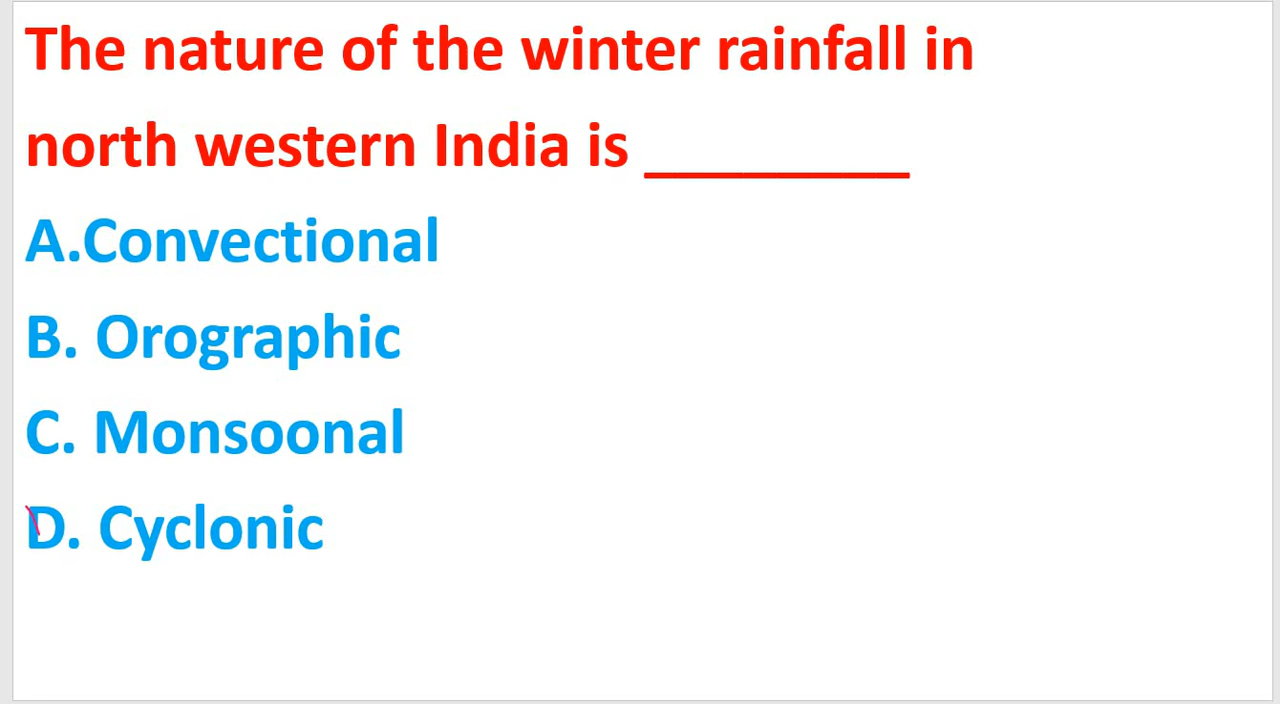 The nature of the winter rainfall in
north western India is ________
A.Convectional
B. Orographic
C. Monsoonal
D. Cyclonic